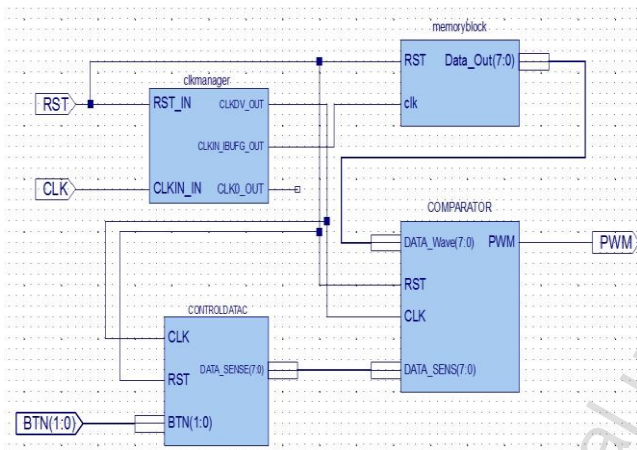 memoryblock
RST Data_Out(7:0)
clk
clkmanager
RST
RST_IN CLKDV_OUT
CLKIN_IBUFG_OUT
CLK
CLKIN_IN CLK0_OUT
COMPARATOR
DATA_Wave(7:0) PWM
PWM
RST
CLK
DATA_SENS(7:0)
CONTROLDATAC
CLK
DATA_SENSE(7:0)
RST
BTN(1:0)
BTN(1:0)